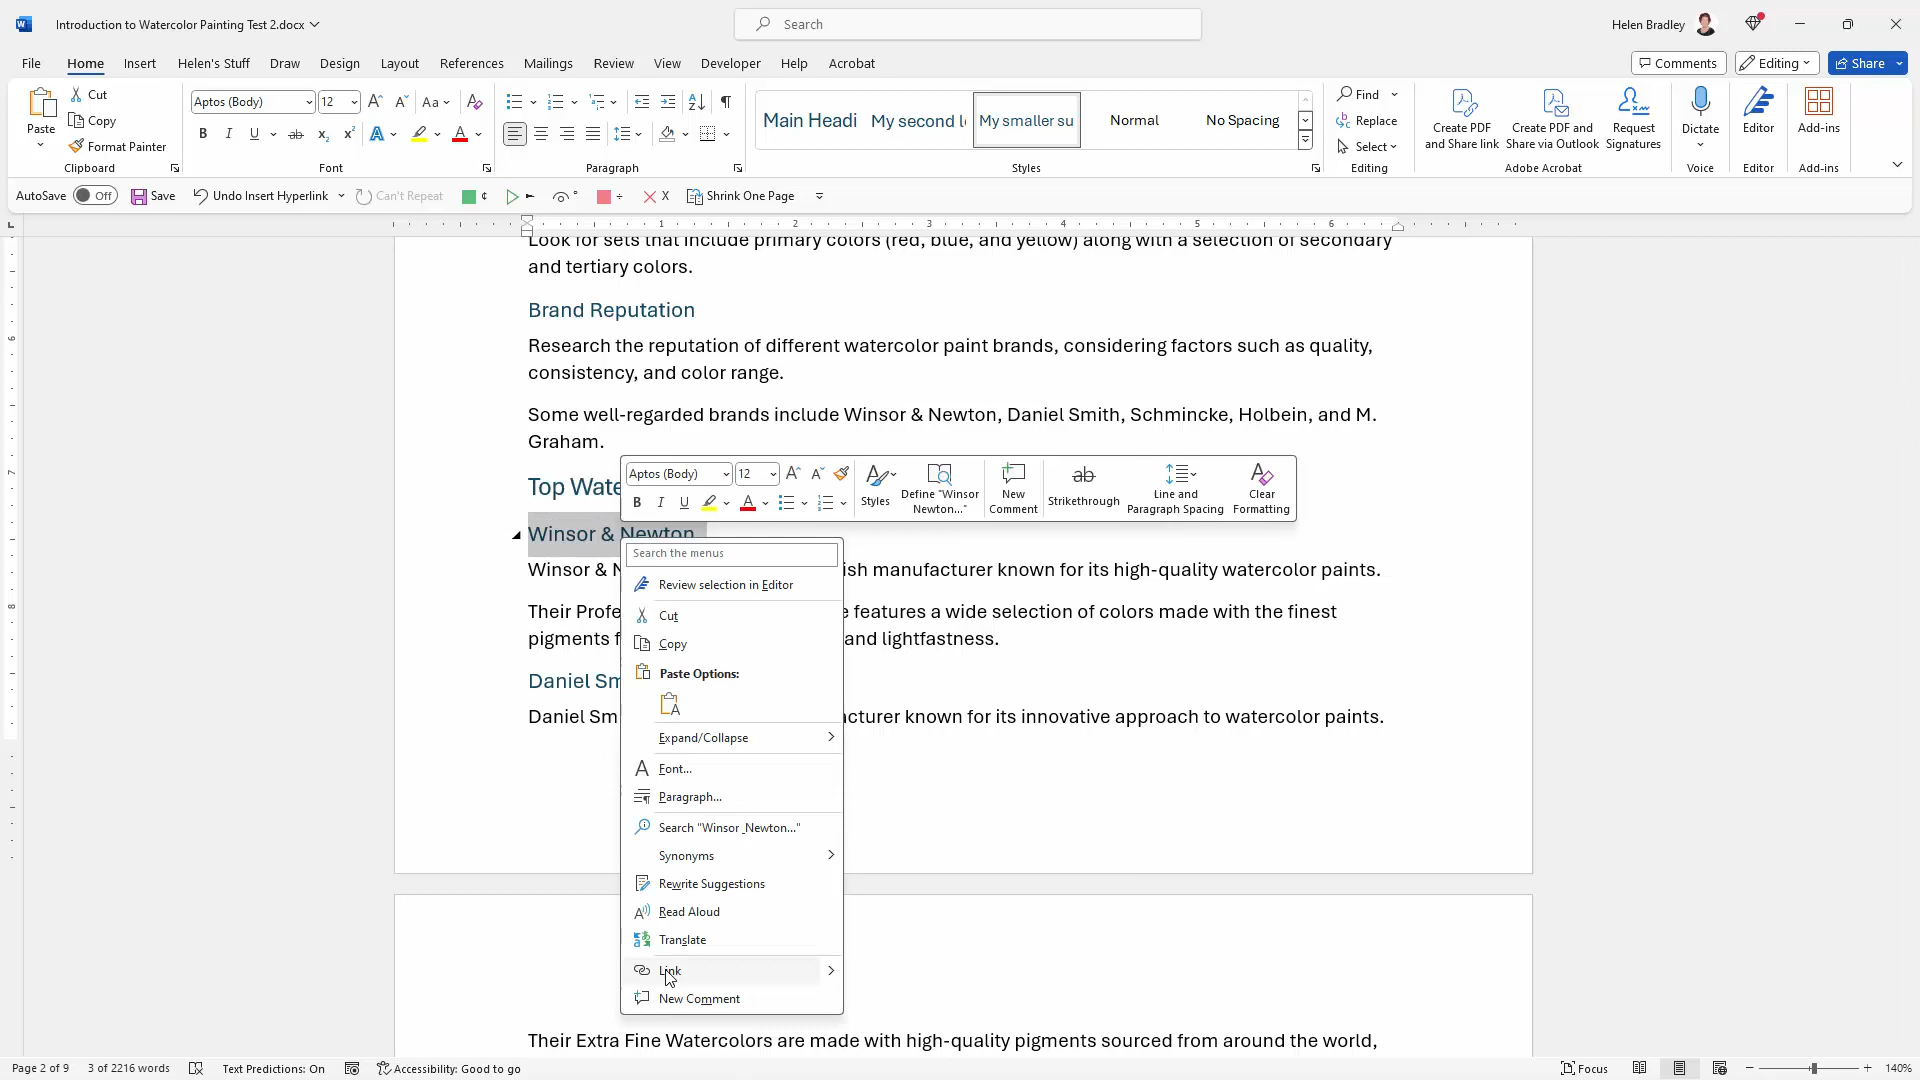 Introduction to Watercolor Painting Test 2.docx
Search
Helen Bradley
File Home Insert Helen's Stuff Draw Design Layout References Mailings Review View Developer Help Acrobat
Comments Editing Share
Paste
Cut
Copy
Format Painter
Clipboard
Aptos (Body) 12
Font
Paragraph
Main Headi My second l My smaller su Normal No Spacing
Styles
Find
Replace
Select
Editing
Create PDF and Share link
Create PDF and Share via Outlook
Request Signatures
Adobe Acrobat
Dictate
Voice
Editor
Editor
Add-ins
Add-ins
AutoSave Off Save Undo Insert Hyperlink Can't Repeat ¢ X Shrink One Page
1 2 3 4 5 6
Look for sets that include primary colors (red, blue, and yellow) along with a selection of secondary
and tertiary colors.
Brand Reputation
Research the reputation of different watercolor paint brands, considering factors such as quality,
consistency, and color range.
Some well-regarded brands include Winsor & Newton, Daniel Smith, Schmincke, Holbein, and M.
Graham.
Aptos (Body) 12
Styles
Define "Winsor Newton..."
New Comment
Strikethrough
Line and Paragraph Spacing
Clear Formatting
Top Wate
Winsor & Newton
Winsor & N ish manufacturer known for its high-quality watercolor paints.
Their Profe e features a wide selection of colors made with the finest
pigments f and lightfastness.
Daniel Sm
Daniel Sm acturer known for its innovative approach to watercolor paints.
Search the menus
Review selection in Editor
Cut
Copy
Paste Options:
Expand/Collapse
Font...
Paragraph...
Search "Winsor _Newton..."
Synonyms
Rewrite Suggestions
Read Aloud
Translate
Link
New Comment
Their Extra Fine Watercolors are made with high-quality pigments sourced from around the world,
Page 2 of 9 3 of 2216 words Text Predictions: On Accessibility: Good to go Focus 140%